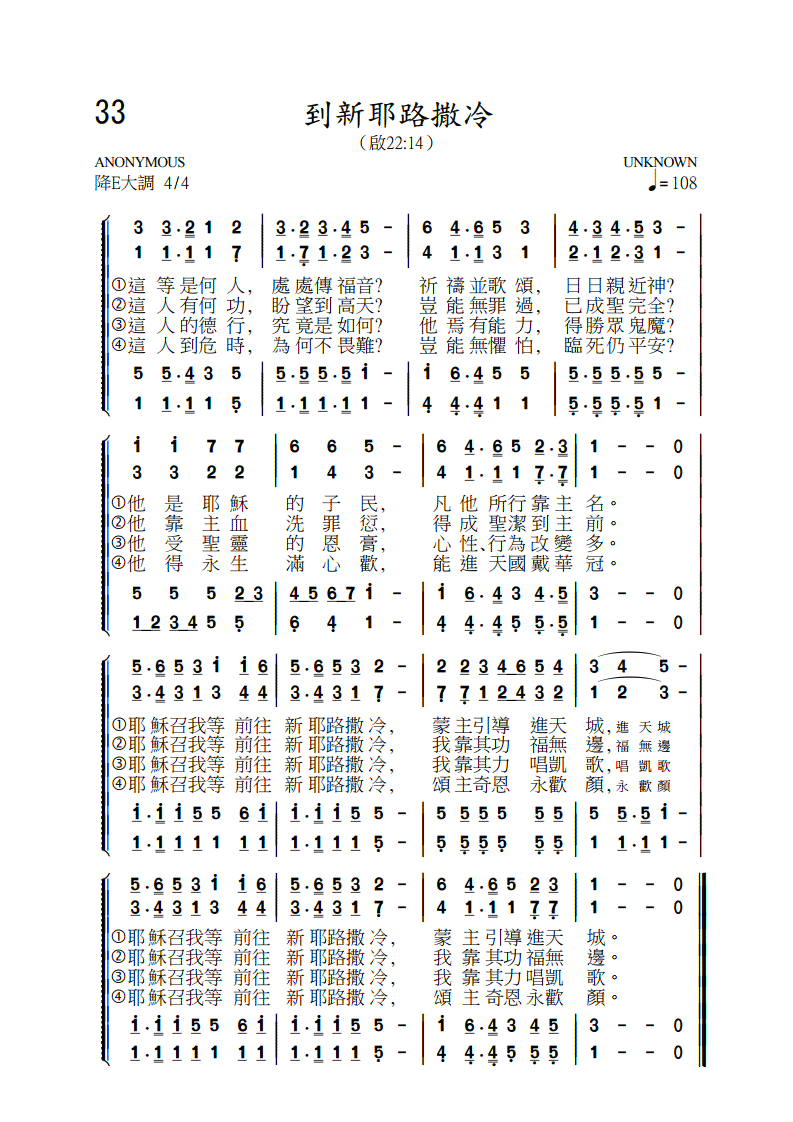 33
到新耶路撒冷
（啟22:14）
ANONYMOUS UNKNOWN
降E大調 4/4 ♩=108
3 3·2 1 2 | 3·2 3·4 5 - | 6 4·6 5 3 | 4·3 4·5 3 - |
1 1·1 1 7 | 1·7 1·2 3 - | 4 1·1 3 1 | 2·1 2·3 1 - |
①這等是何人，處處傳福音？祈禱並歌頌，日日親近神？
②這人有何功，盼望到高天？豈能無罪過，已成聖完全？
③這人的德行，究竟是如何？他焉有能力，得勝眾鬼魔？
④這人到危時，為何不畏難？豈能無懼怕，臨死仍平安？
5 5·4 3 5 | 5·5 5·5 i - | i 6·5 5 5 | 5·5 5·5 5 - |
1 1·1 1 5 | 1·1 1·1 1 - | 4 4·4 1 1 | 5·5 5·5 1 - |
i i 7 7 | 6 6 5 - | 6 4·6 5 2·3 | 1 - - 0 |
3 3 2 2 | 1 4 3 - | 4 1·1 1 7·7 | 1 - - 0 |
①他是耶穌的子民，凡他所行靠主名。
②他靠主血洗罪愆，得成聖潔到主前。
③他受聖靈的恩膏，心性、行為改變多。
④他得永生滿心歡，能進天國戴華冠。
5 5 5 2 3 | 4 5 6 7 i - | i 6·4 3 4·5 | 3 - - 0 |
1 2 3 4 5 5 | 6 4 1 - | 4 4·4 5 5·5 | 1 - - 0 |
5·6 5 3 i i 6 | 5·6 5 3 2 - | 2 2 3 4 6 5 4 | 3 4 5 - |
3·4 3 1 3 4 4 | 3·4 3 1 7 - | 7 7 1 2 4 3 2 | 1 2 3 - |
①耶穌召我等前往新耶路撒冷，蒙主引導進天城，進天城
②耶穌召我等前往新耶路撒冷，我靠其功福無邊，福無邊
③耶穌召我等前往新耶路撒冷，我靠其力唱凱歌，唱凱歌
④耶穌召我等前往新耶路撒冷，頌主奇恩永歡顏，永歡顏
i·i i 5 5 6 i | i·i i 5 5 - | 5 5 5 5 5 5 | 5 5·5 i - |
1·1 1 1 1 1 1 | 1·1 1 1 5 - | 5 5 5 5 5 5 | 1 1·1 1 - |
5·6 5 3 i i 6 | 5·6 5 3 2 - | 6 4·6 5 2 3 | 1 - - 0
3·4 3 1 3 4 4 | 3·4 3 1 7 - | 4 1·1 1 7 7 | 1 - - 0
①耶穌召我等前往新耶路撒冷，蒙主引導進天城。
②耶穌召我等前往新耶路撒冷，我靠其功福無邊。
③耶穌召我等前往新耶路撒冷，我靠其力唱凱歌。
④耶穌召我等前往新耶路撒冷，頌主奇恩永歡顏。
i·i i 5 5 6 i | i·i i 5 5 - | i 6·4 3 4 5 | 3 - - 0
1·1 1 1 1 1 1 | 1·1 1 1 5 - | 4 4·4 5 5 5 | 1 - - 0